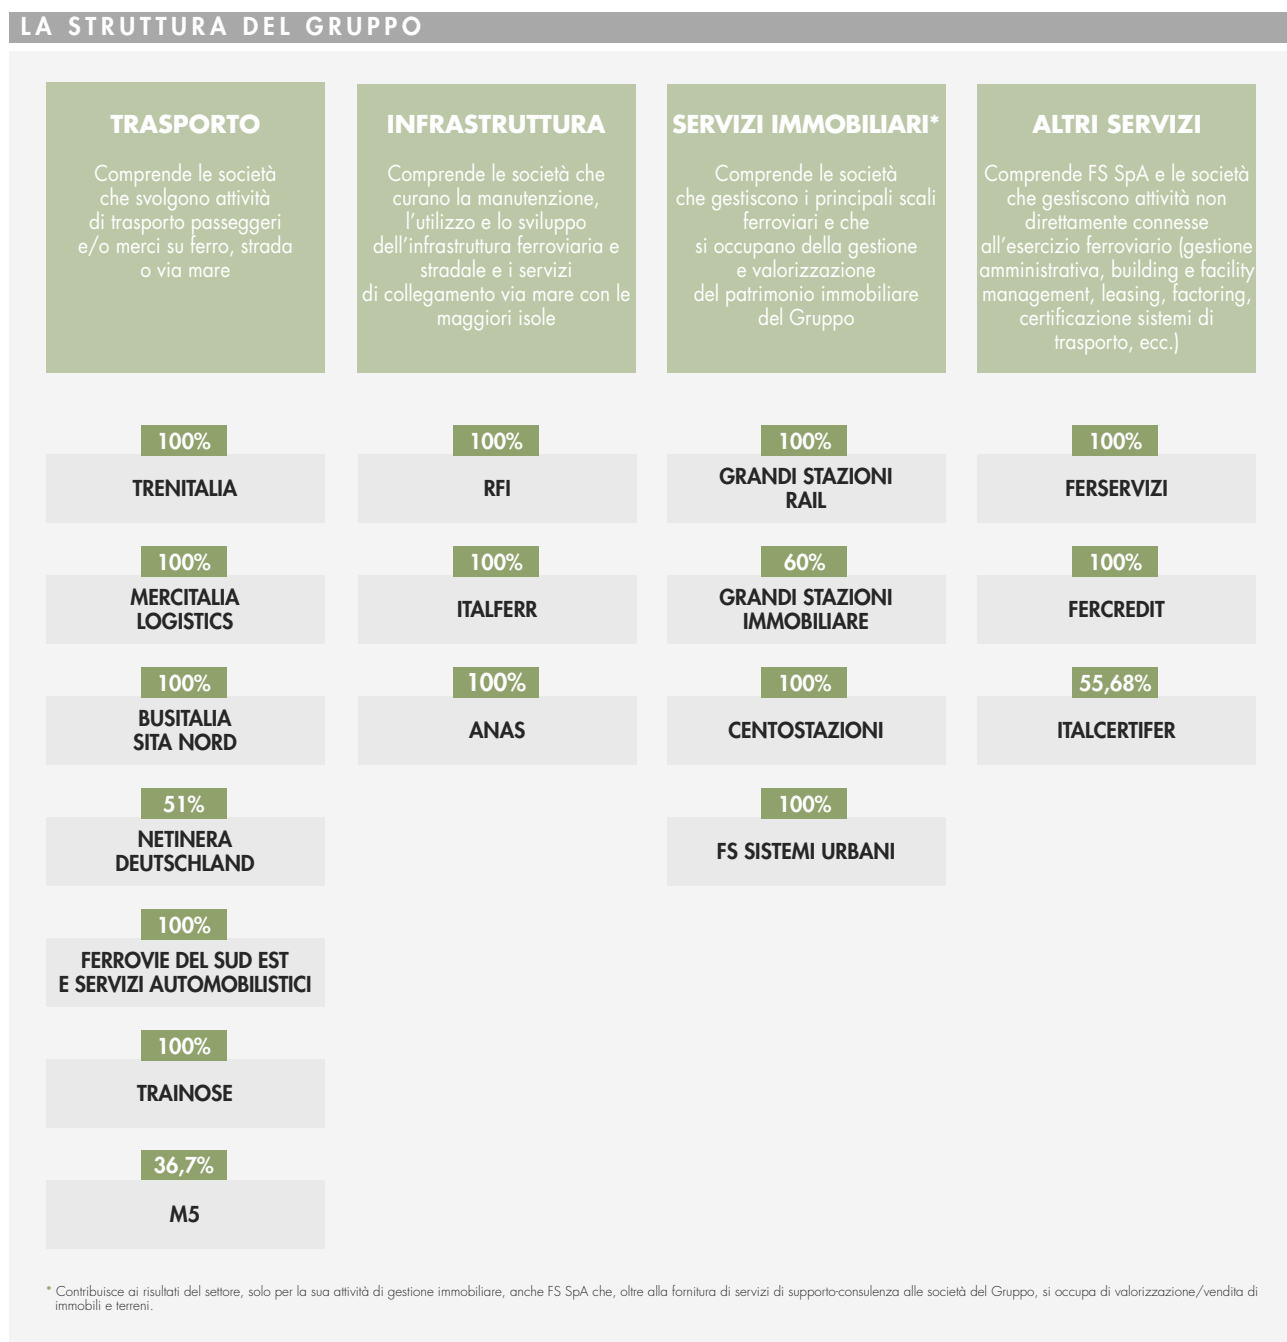 LA STRUTTURA DEL GRUPPO
TRASPORTO
Comprende le società
che svolgono attività
di trasporto passeggeri
e/o merci su ferro, strada
o via mare
INFRASTRUTTURA
Comprende le società che
curano la manutenzione,
l'utilizzo e lo sviluppo
dell'infrastruttura ferroviaria e
stradale e i servizi
di collegamento via mare con le
maggiori isole
SERVIZI IMMOBILIARI*
Comprende le società
che gestiscono i principali scali
ferroviari e che
si occupano della gestione
e valorizzazione
del patrimonio immobiliare
del Gruppo
ALTRI SERVIZI
Comprende FS SpA e le società
che gestiscono attività non
direttamente connesse
all'esercizio ferroviario (gestione
amministrativa, building e facility
management, leasing, factoring,
certificazione sistemi di
trasporto, ecc.)
100%
TRENITALIA
100%
MERCITALIA
LOGISTICS
100%
BUSITALIA
SITA NORD
51%
NETINERA
DEUTSCHLAND
100%
FERROVIE DEL SUD EST
E SERVIZI AUTOMOBILISTICI
100%
TRAINOSE
36,7%
M5
100%
RFI
100%
ITALFERR
100%
ANAS
100%
GRANDI STAZIONI
RAIL
60%
GRANDI STAZIONI
IMMOBILIARE
100%
CENTOSTAZIONI
100%
FS SISTEMI URBANI
100%
FERSERVIZI
100%
FERCREDIT
55,68%
ITALCERTIFER
* Contribuisce ai risultati del settore, solo per la sua attività di gestione immobiliare, anche FS SpA che, oltre alla fornitura di servizi di supporto-consulenza alle società del Gruppo, si occupa di valorizzazione/vendita di
immobili e terreni.